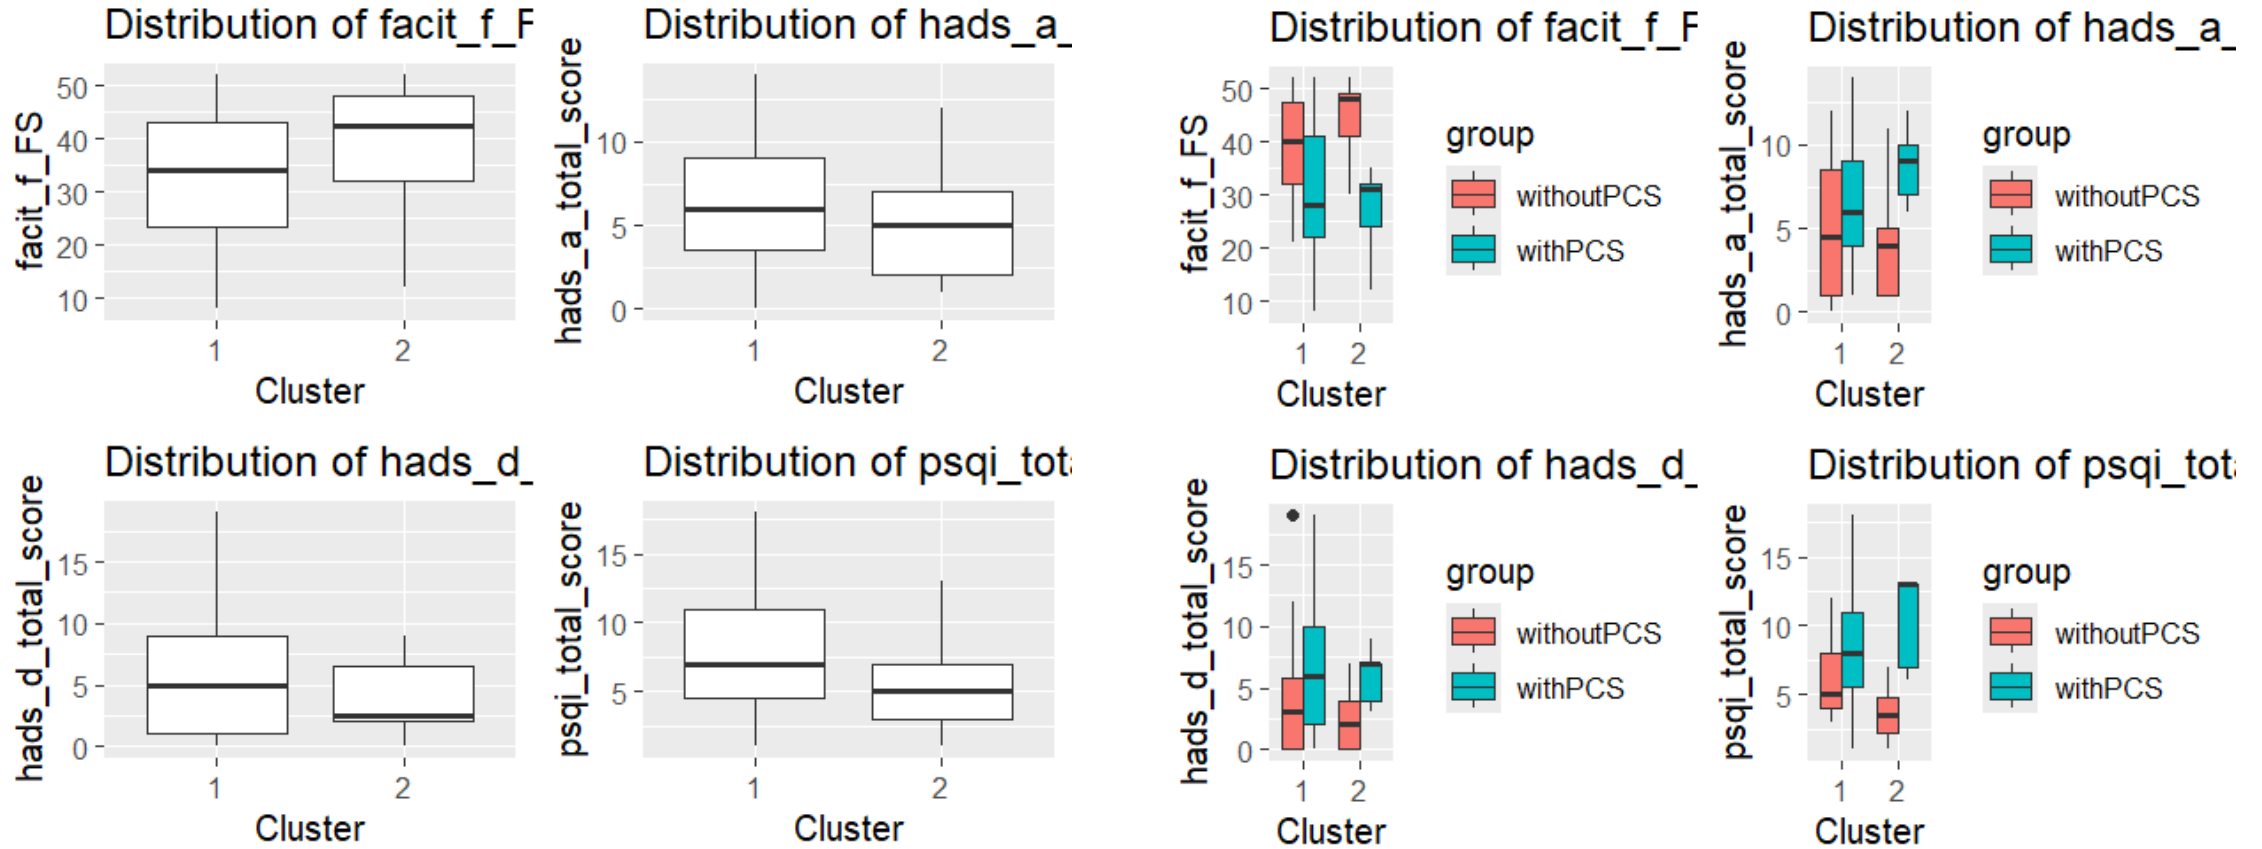 Distribution of facit_f_F
facit_f_FS
50
40
30
20
10
1
2
Cluster
Distribution of hads_a_
hads_a_total_score
10
5
0
1
2
Cluster
Distribution of facit_f_F
facit_f_FS
50
40
30
20
10
1
2
Cluster
group
withoutPCS
withPCS
Distribution of hads_a_
hads_a_total_score
10
5
0
1
2
Cluster
group
withoutPCS
withPCS
Distribution of hads_d_
hads_d_total_score
15
10
5
0
1
2
Cluster
Distribution of psqi_tot
psqi_total_score
15
10
5
1
2
Cluster
Distribution of hads_d_
hads_d_total_score
15
10
5
0
1
2
Cluster
group
withoutPCS
withPCS
Distribution of psqi_tot
psqi_total_score
15
10
5
1
2
Cluster
group
withoutPCS
withPCS